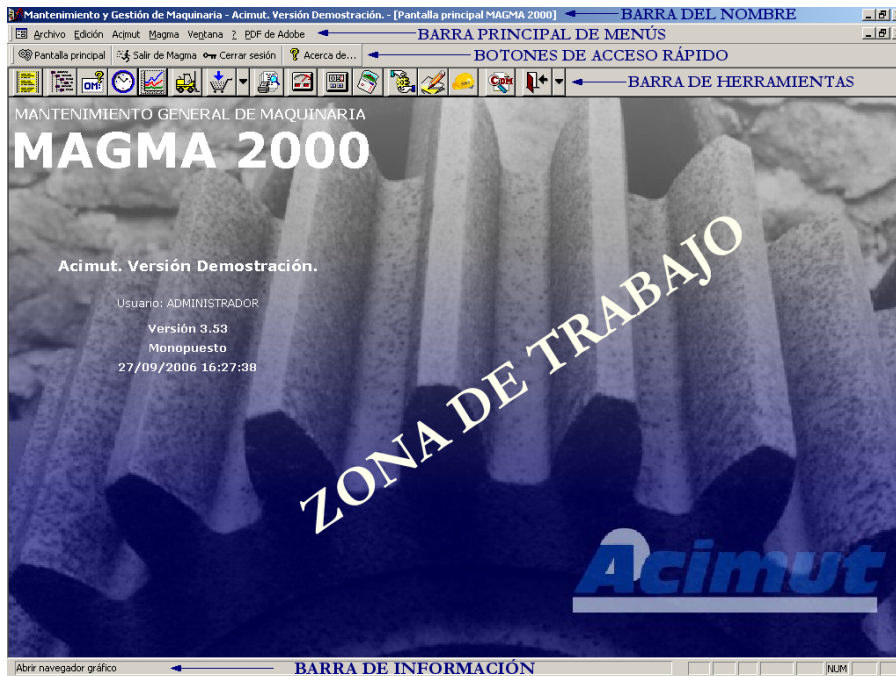 Mantenimiento y Gestión de Maquinaria - Acimut. Versión Demostración. - [Pantalla principal MAGMA 2000] BARRA DEL NOMBRE
Archivo Edición Acimut Magma Ventana ? PDF de Adobe BARRA PRINCIPAL DE MENÚS
Pantalla principal Salir de Magma Cerrar sesión Acerca de... BOTONES DE ACCESO RÁPIDO
OM? Cpk BARRA DE HERRAMIENTAS
MANTENIMIENTO GENERAL DE MAQUINARIA
MAGMA 2000
Acimut. Versión Demostración.
Usuario: ADMINISTRADOR
Versión 3.53
Monopuesto
27/09/2006 16:27:38
ZONA DE TRABAJO
Acimut
Abrir navegador gráfico BARRA DE INFORMACIÓN NUM